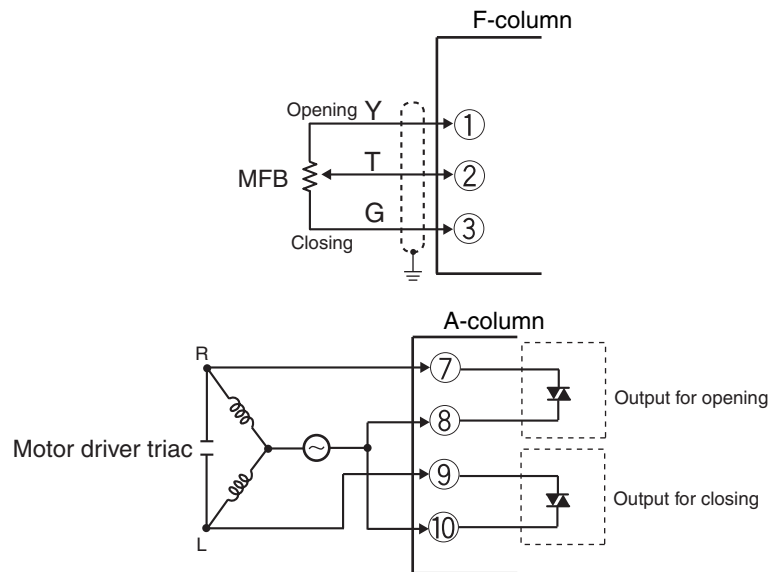 F-column
Opening Y
1
T
2
MFB
G
3
Closing
A-column
R
7
8
Output for opening
Motor driver triac
~
9
Output for closing
10
L